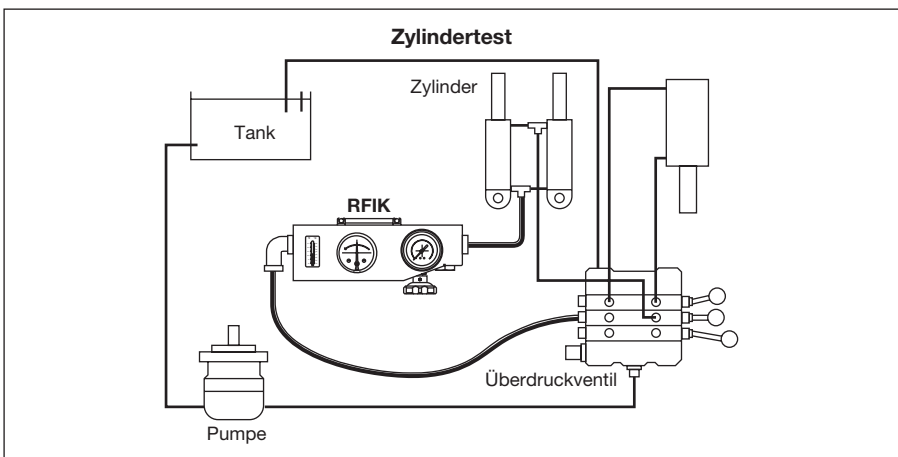 Zylindertest
Zylinder
Tank
RFIK
Überdruckventil
Pumpe